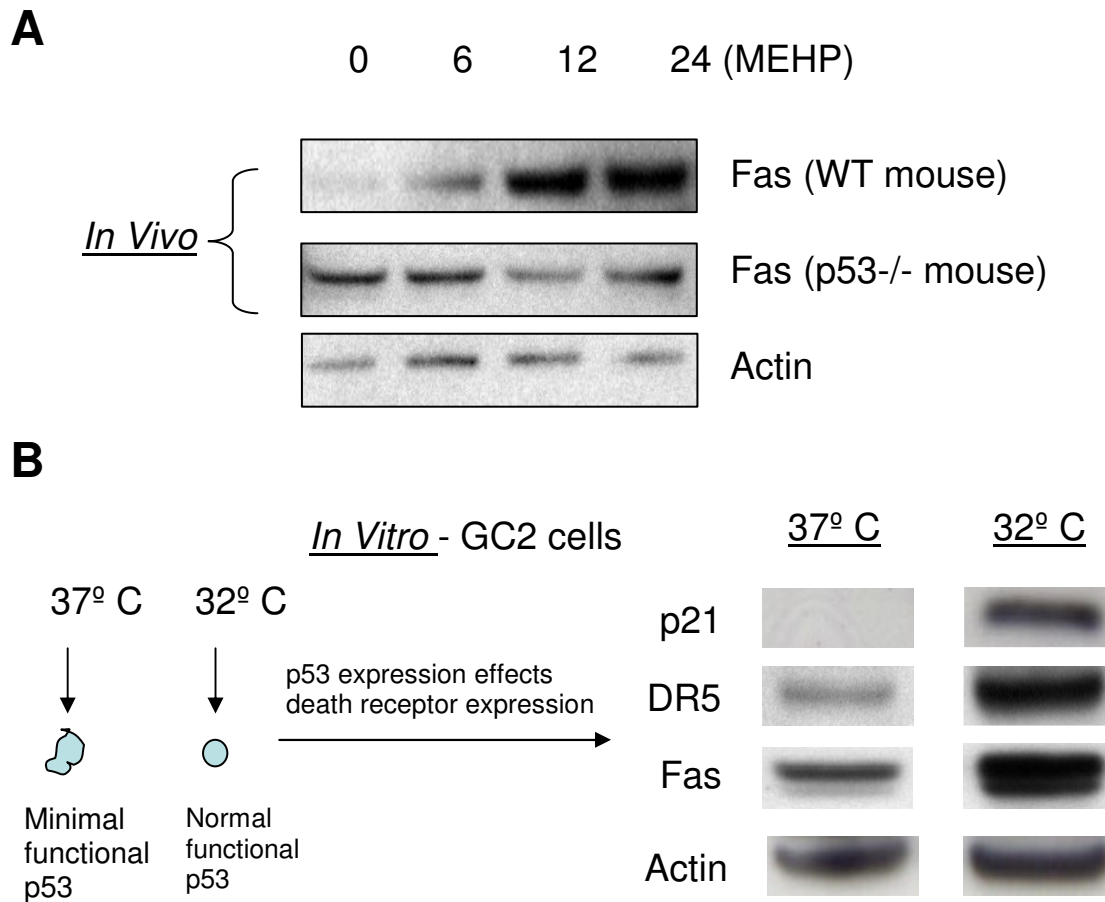 A
0 6 12 24 (MEHP)
In Vivo
Fas (WT mouse)
Fas (p53-/- mouse)
Actin
B
In Vitro - GC2 cells
37º C 32º C
37º C 32º C
p53 expression effects
death receptor expression
Minimal
functional
p53
Normal
functional
p53
p21
DR5
Fas
Actin